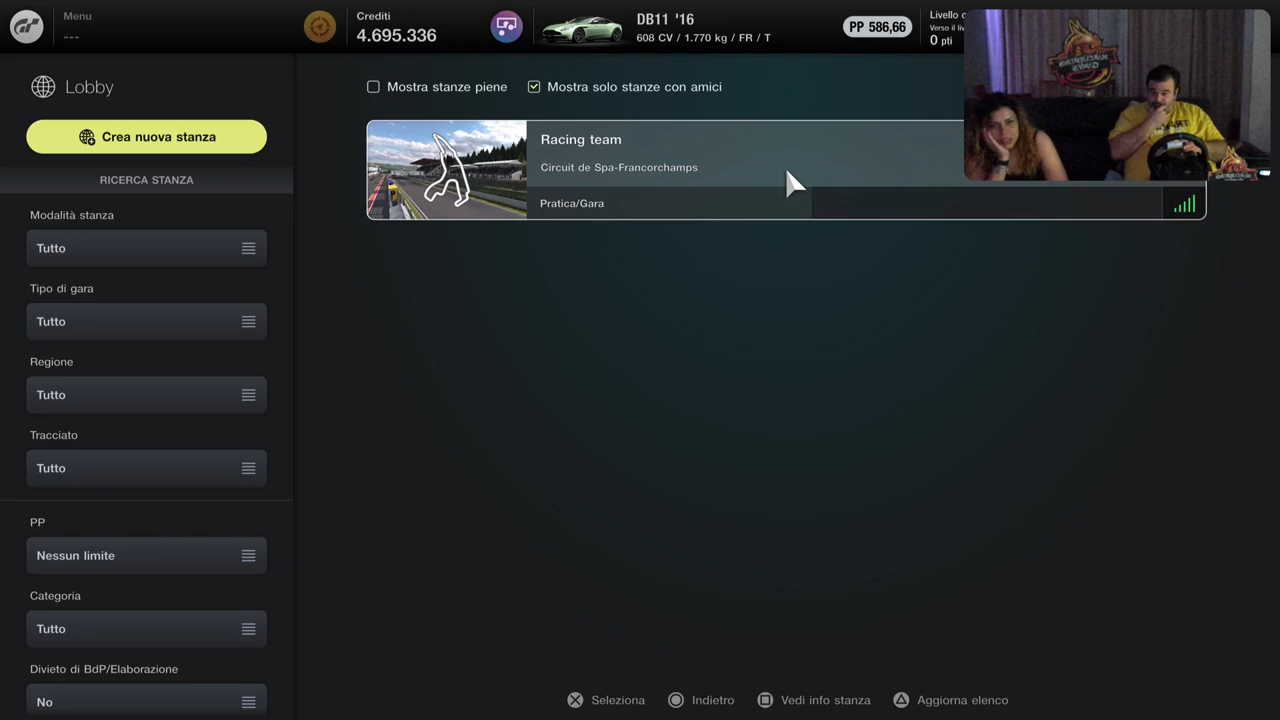 Menu
---
Crediti
4.695.336
DB11 '16
608 CV / 1.770 kg / FR / T
PP 586,66
Livello
Verso il liv
0 pti
Lobby
Crea nuova stanza
RICERCA STANZA
Modalità stanza
Tutto
Tipo di gara
Tutto
Regione
Tutto
Tracciato
Tutto
PP
Nessun limite
Categoria
Tutto
Divieto di BdP/Elaborazione
No
Mostra stanze piene
Mostra solo stanze con amici
Racing team
Circuit de Spa-Francorchamps
Pratica/Gara
Seleziona
Indietro
Vedi info stanza
Aggiorna elenco